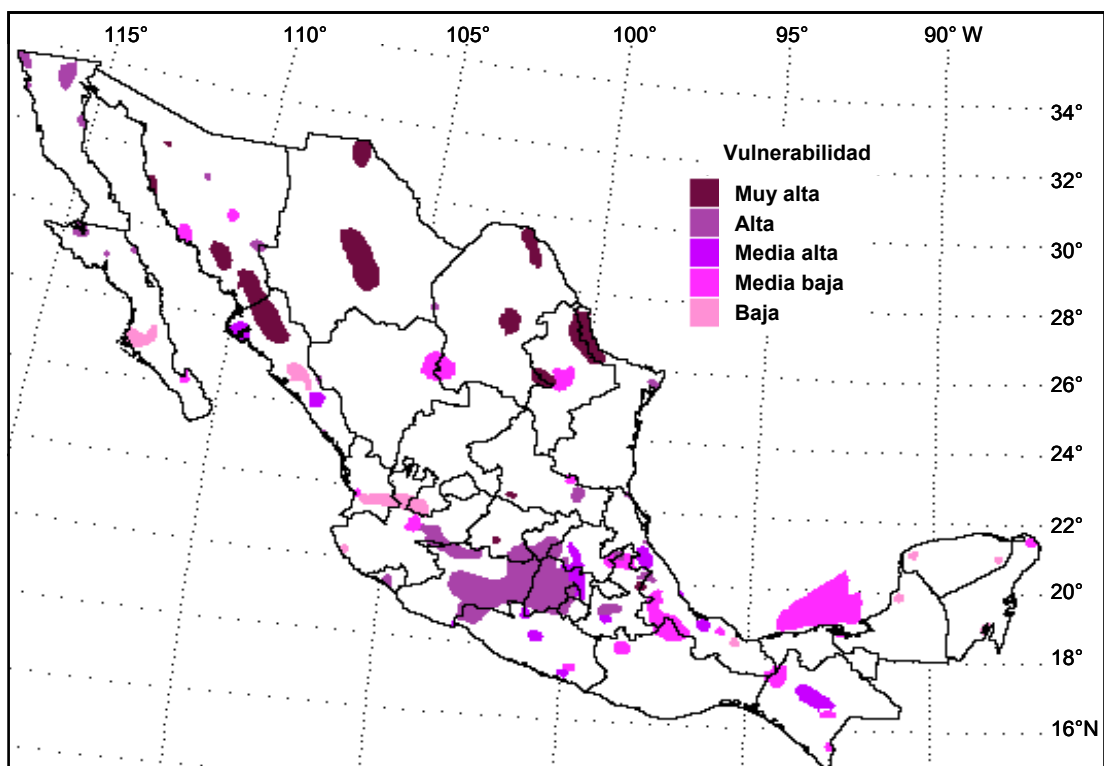 115° 110° 105° 100° 95° 90° W
34°
Vulnerabilidad
32°
Muy alta
Alta
30°
Media alta
Media baja
Baja
28°
26°
24°
22°
20°
18°
16°N